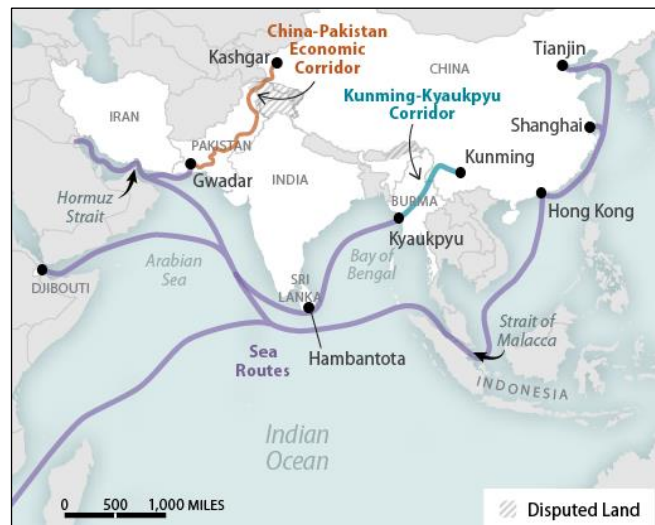 China-Pakistan
Economic
Corridor
Kashgar
Tianjin
CHINA
Kunming-Kyaukpyu
Corridor
Shanghai
IRAN
PAKISTAN
Kunming
Gwadar
INDIA
BURMA
Hormuz
Strait
Hong Kong
Kyaukpyu
Arabian
Sea
Bay of
Bengal
DJIBOUTI
SRI
LANKA
Strait of
Malacca
Sea
Routes
Hambantota
INDONESIA
Indian
Ocean
0 500 1,000 MILES
Disputed Land